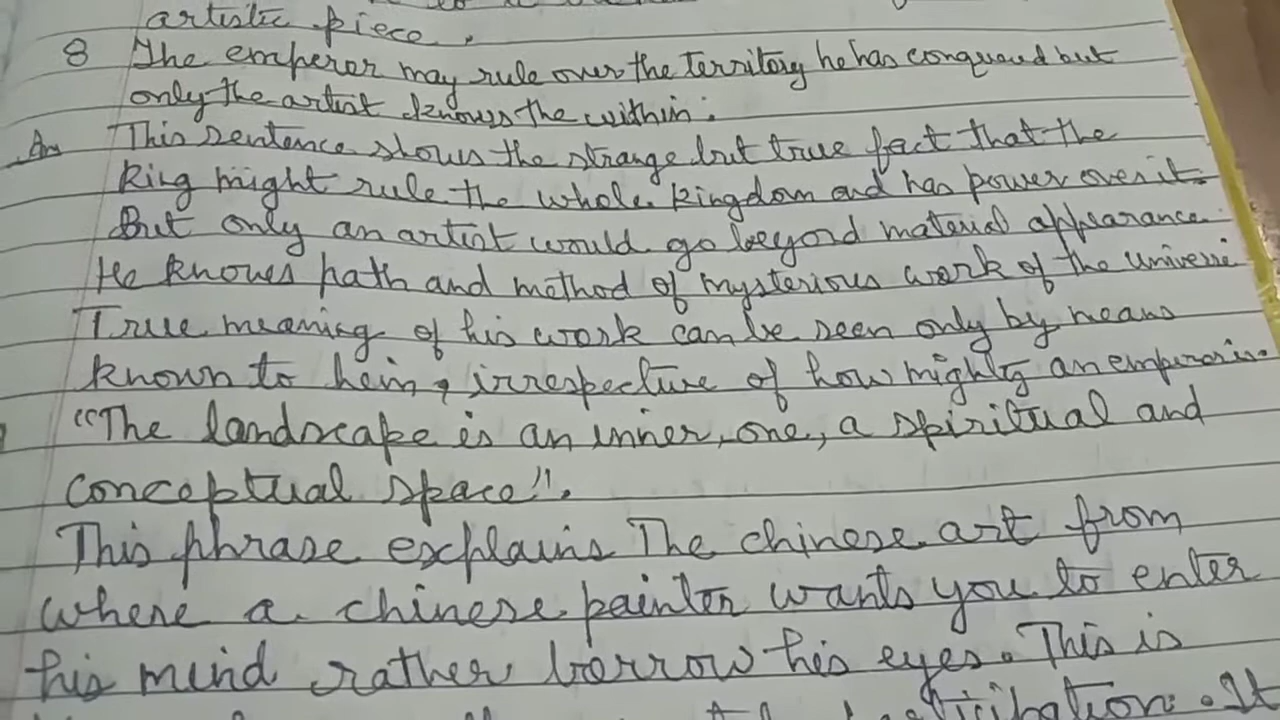 artistic piece.
8 The emperor may rule over the territory he has conquered but
only the artist knows the within.
Ans This sentence shows the strange but true fact that the
King might rule the whole kingdom and has power over it.
But only an artist would go beyond material appearance.
He knows path and method of mysterious work of the universe
True meaning of his work can be seen only by means
known to him, irrespective of how mighty an emperor is.
"The landscape is an inner, one, a spiritual and
conceptual space".
This phrase explains The chinese art from
where a chinese painter wants you to enter
his mind rather borrow his eyes. This is
It